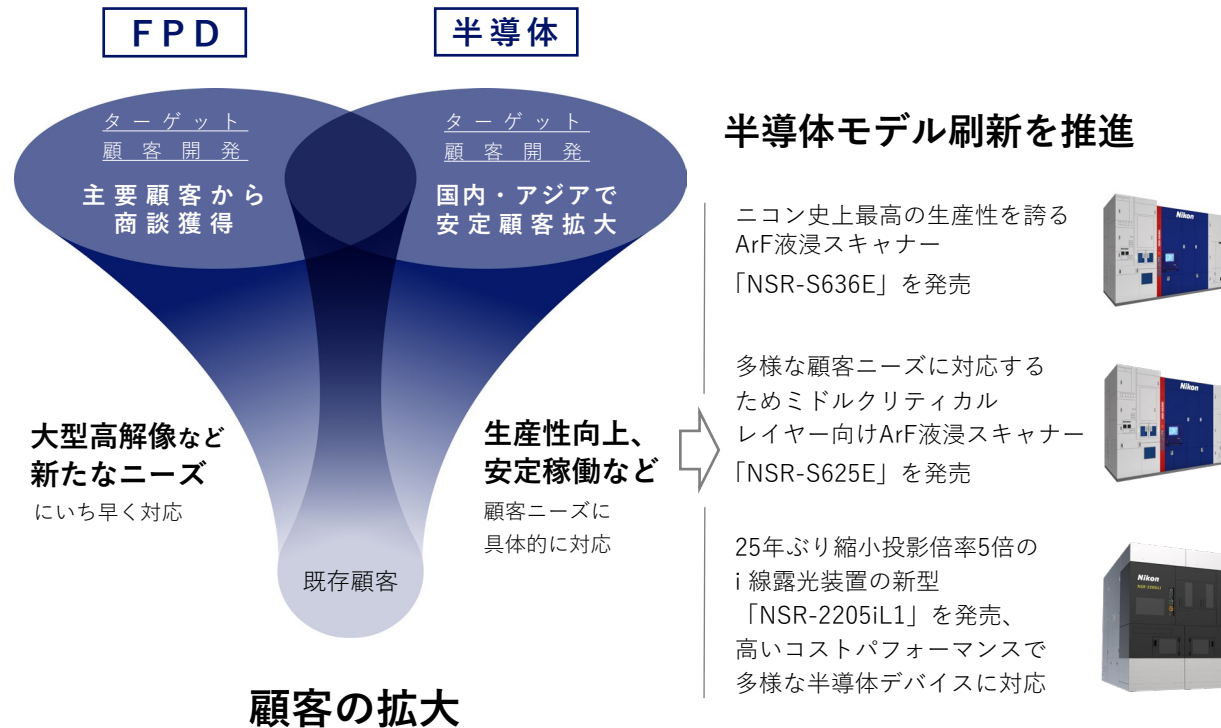 FPD
半導体
ターゲット
顧客開発
主要顧客から
商談獲得
ターゲット
顧客開発
国内・アジアで
安定顧客拡大
大型高解像など
新たなニーズ
にいち早く対応
生産性向上、
安定稼働など
顧客ニーズに
具体的に対応
既存顧客
顧客の拡大
半導体モデル刷新を推進
ニコン史上最高の生産性を誇る
ArF液浸スキャナー
「NSR-S636E」を発売
Nikon
多様な顧客ニーズに対応する
ためミドルクリティカル
レイヤー向けArF液浸スキャナー
「NSR-S625E」を発売
Nikon
25年ぶり縮小投影倍率5倍の
i 線露光装置の新型
「NSR-2205iL1」を発売、
高いコストパフォーマンスで
多様な半導体デバイスに対応
Nikon
NSR-2205iL1